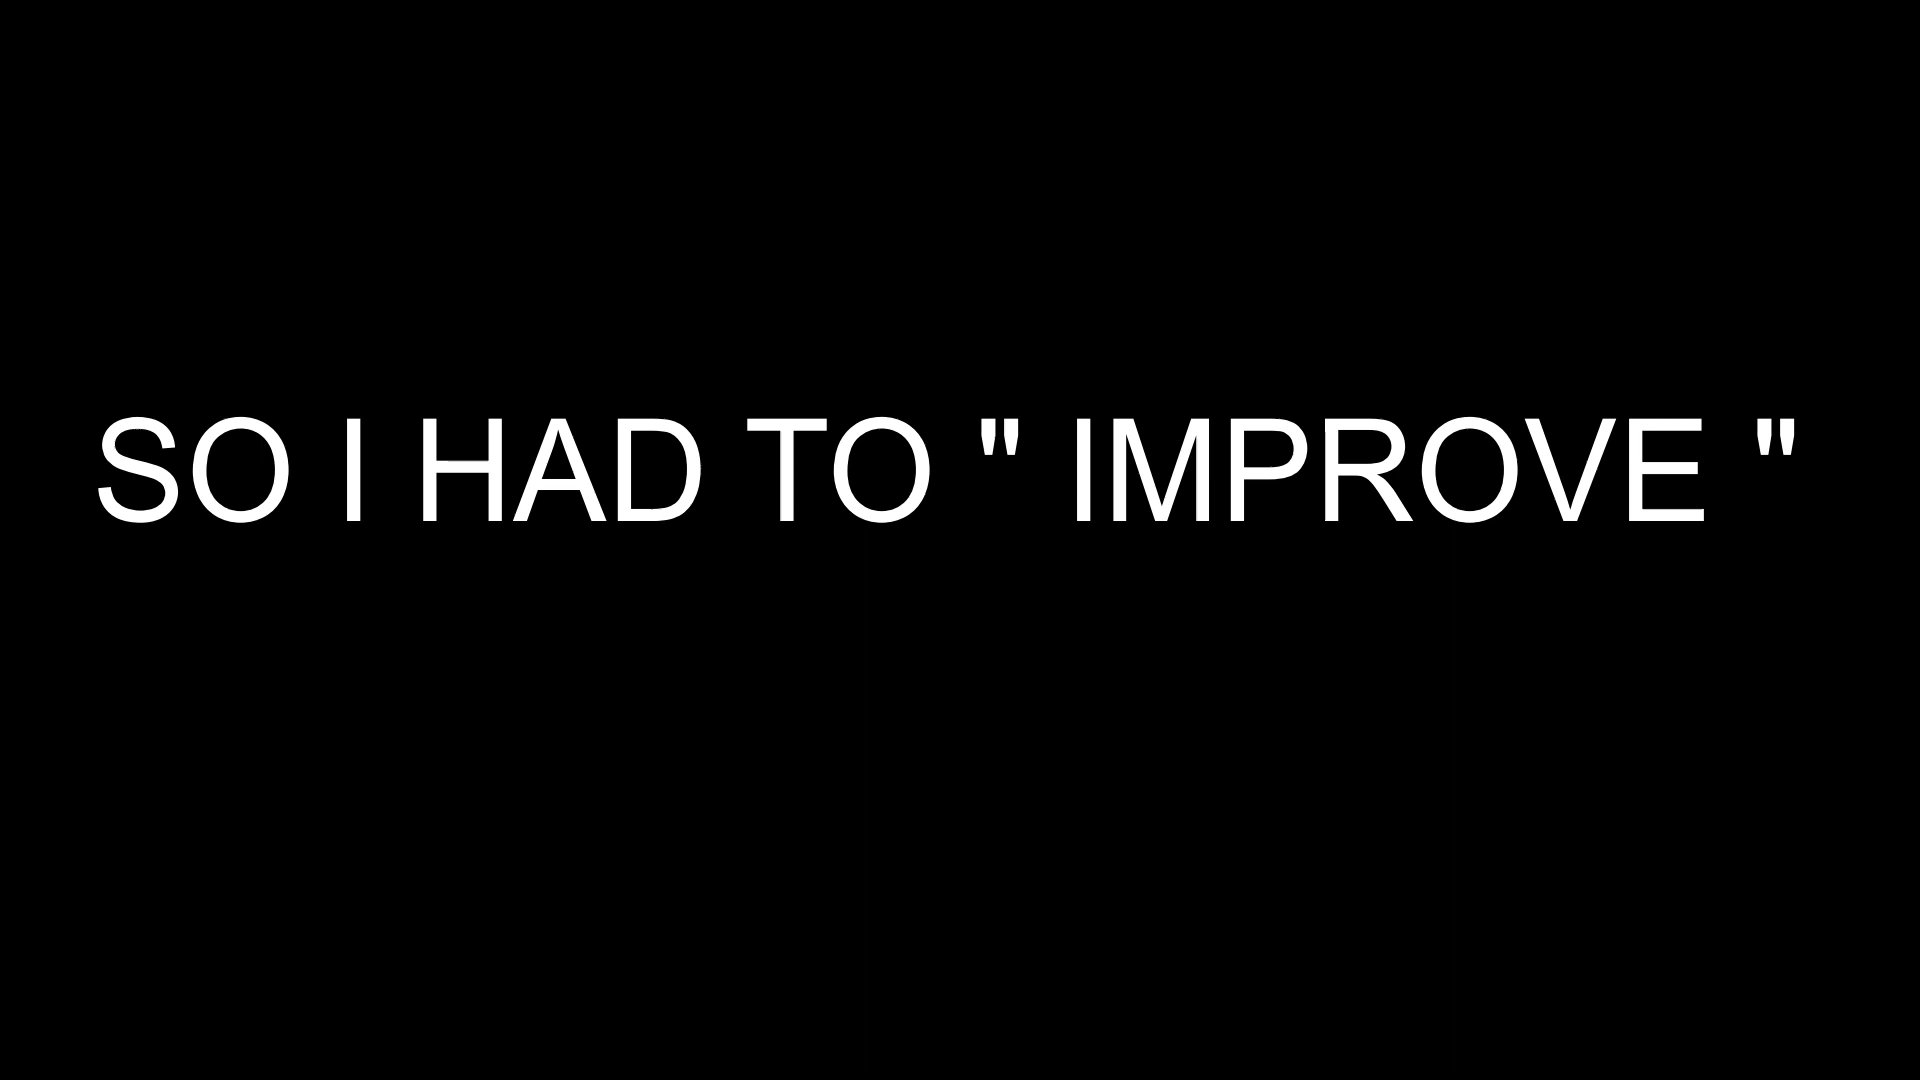 SO I HAD TO " IMPROVE "